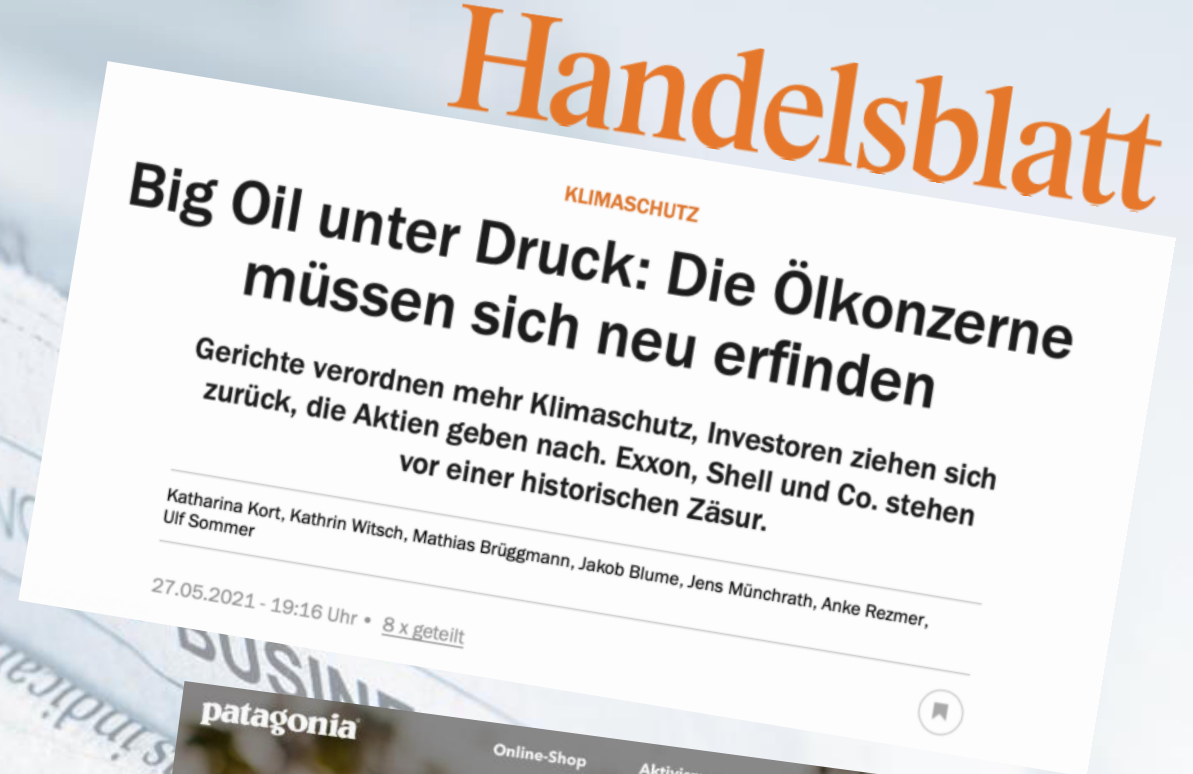 Handelsblatt
KLIMASCHUTZ
Big Oil unter Druck: Die Ölkonzerne
müssen sich neu erfinden
Gerichte verordnen mehr Klimaschutz, Investoren ziehen sich
zurück, die Aktien geben nach. Exxon, Shell und Co. stehen
vor einer historischen Zäsur.
Katharina Kort, Kathrin Witsch, Mathias Brüggmann, Jakob Blume, Jens Münchrath, Anke Rezmer,
Ulf Sommer
27.05.2021 - 19:16 Uhr • 8 x geteilt
patagonia
Online-Shop